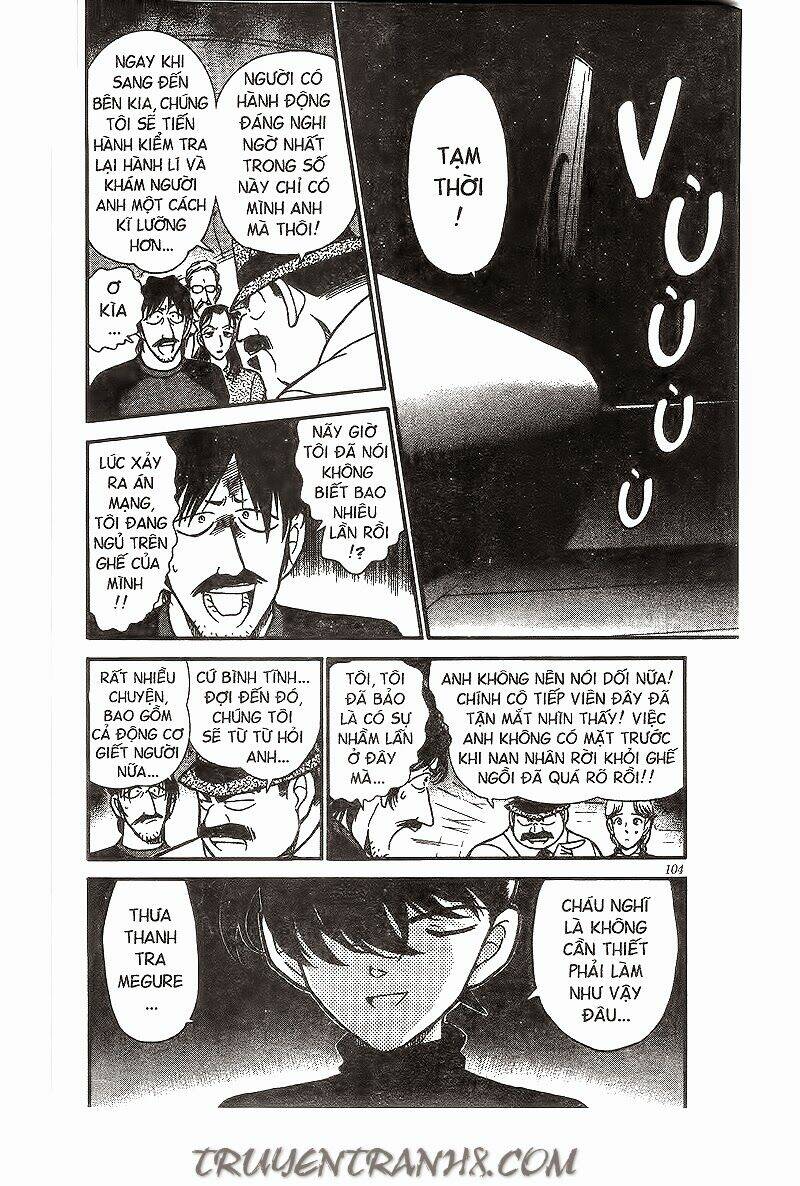 VÙ
Ù
Ù
Ù
Ù
TẠM
THỜI
!
NGƯỜI CÓ
HÀNH ĐỘNG
ĐÁNG NGHI
NGỜ NHẤT
TRONG SỐ
NÀY CHỈ CÓ
MÌNH ANH
MÀ THÔI!
NGAY KHI
SANG ĐẾN
BÊN KIA, CHÚNG
TÔI SẼ TIẾN
HÀNH KIỂM TRA
LẠI HÀNH LÍ VÀ
KHÁM NGƯỜI
ANH MỘT CÁCH
KĨ LƯỠNG
HƠN...
Ơ
KÌA
...
NÃY GIỜ
TÔI ĐÃ NÓI
KHÔNG
BIẾT BAO
NHIÊU
LẦN RỒI
!?
LÚC XẢY
RA ÁN
MẠNG,
TÔI ĐANG
NGỦ TRÊN
GHẾ CỦA
MÌNH
!!
ANH KHÔNG NÊN NÓI DỐI NỮA!
CHÍNH CÔ TIẾP VIÊN ĐÂY ĐÃ
TẬN MẮT NHÌN THẤY! VIỆC
ANH KHÔNG CÓ MẶT TRƯỚC
KHI NẠN NHÂN RỜI KHỎI GHẾ
NGỒI ĐÃ QUÁ RÕ RỒI!!
TÔI, TÔI
ĐÃ BẢO
LÀ CÓ SỰ
NHẦM LẪN
Ở ĐÂY
MÀ...
CỨ BÌNH TĨNH...
ĐỢI ĐẾN ĐÓ,
CHÚNG TÔI
SẼ TỪ TỪ HỎI
ANH...
RẤT NHIỀU
CHUYỆN,
BAO GỒM
CẢ ĐỘNG CƠ
GIẾT NGƯỜI
NỮA...
104
CHÁU NGHĨ
LÀ KHÔNG
CẦN THIẾT
PHẢI LÀM
NHƯ VẬY
ĐÂU...
THƯA
THANH
TRA
MEGURE
...
TRUYENTRANH8.COM